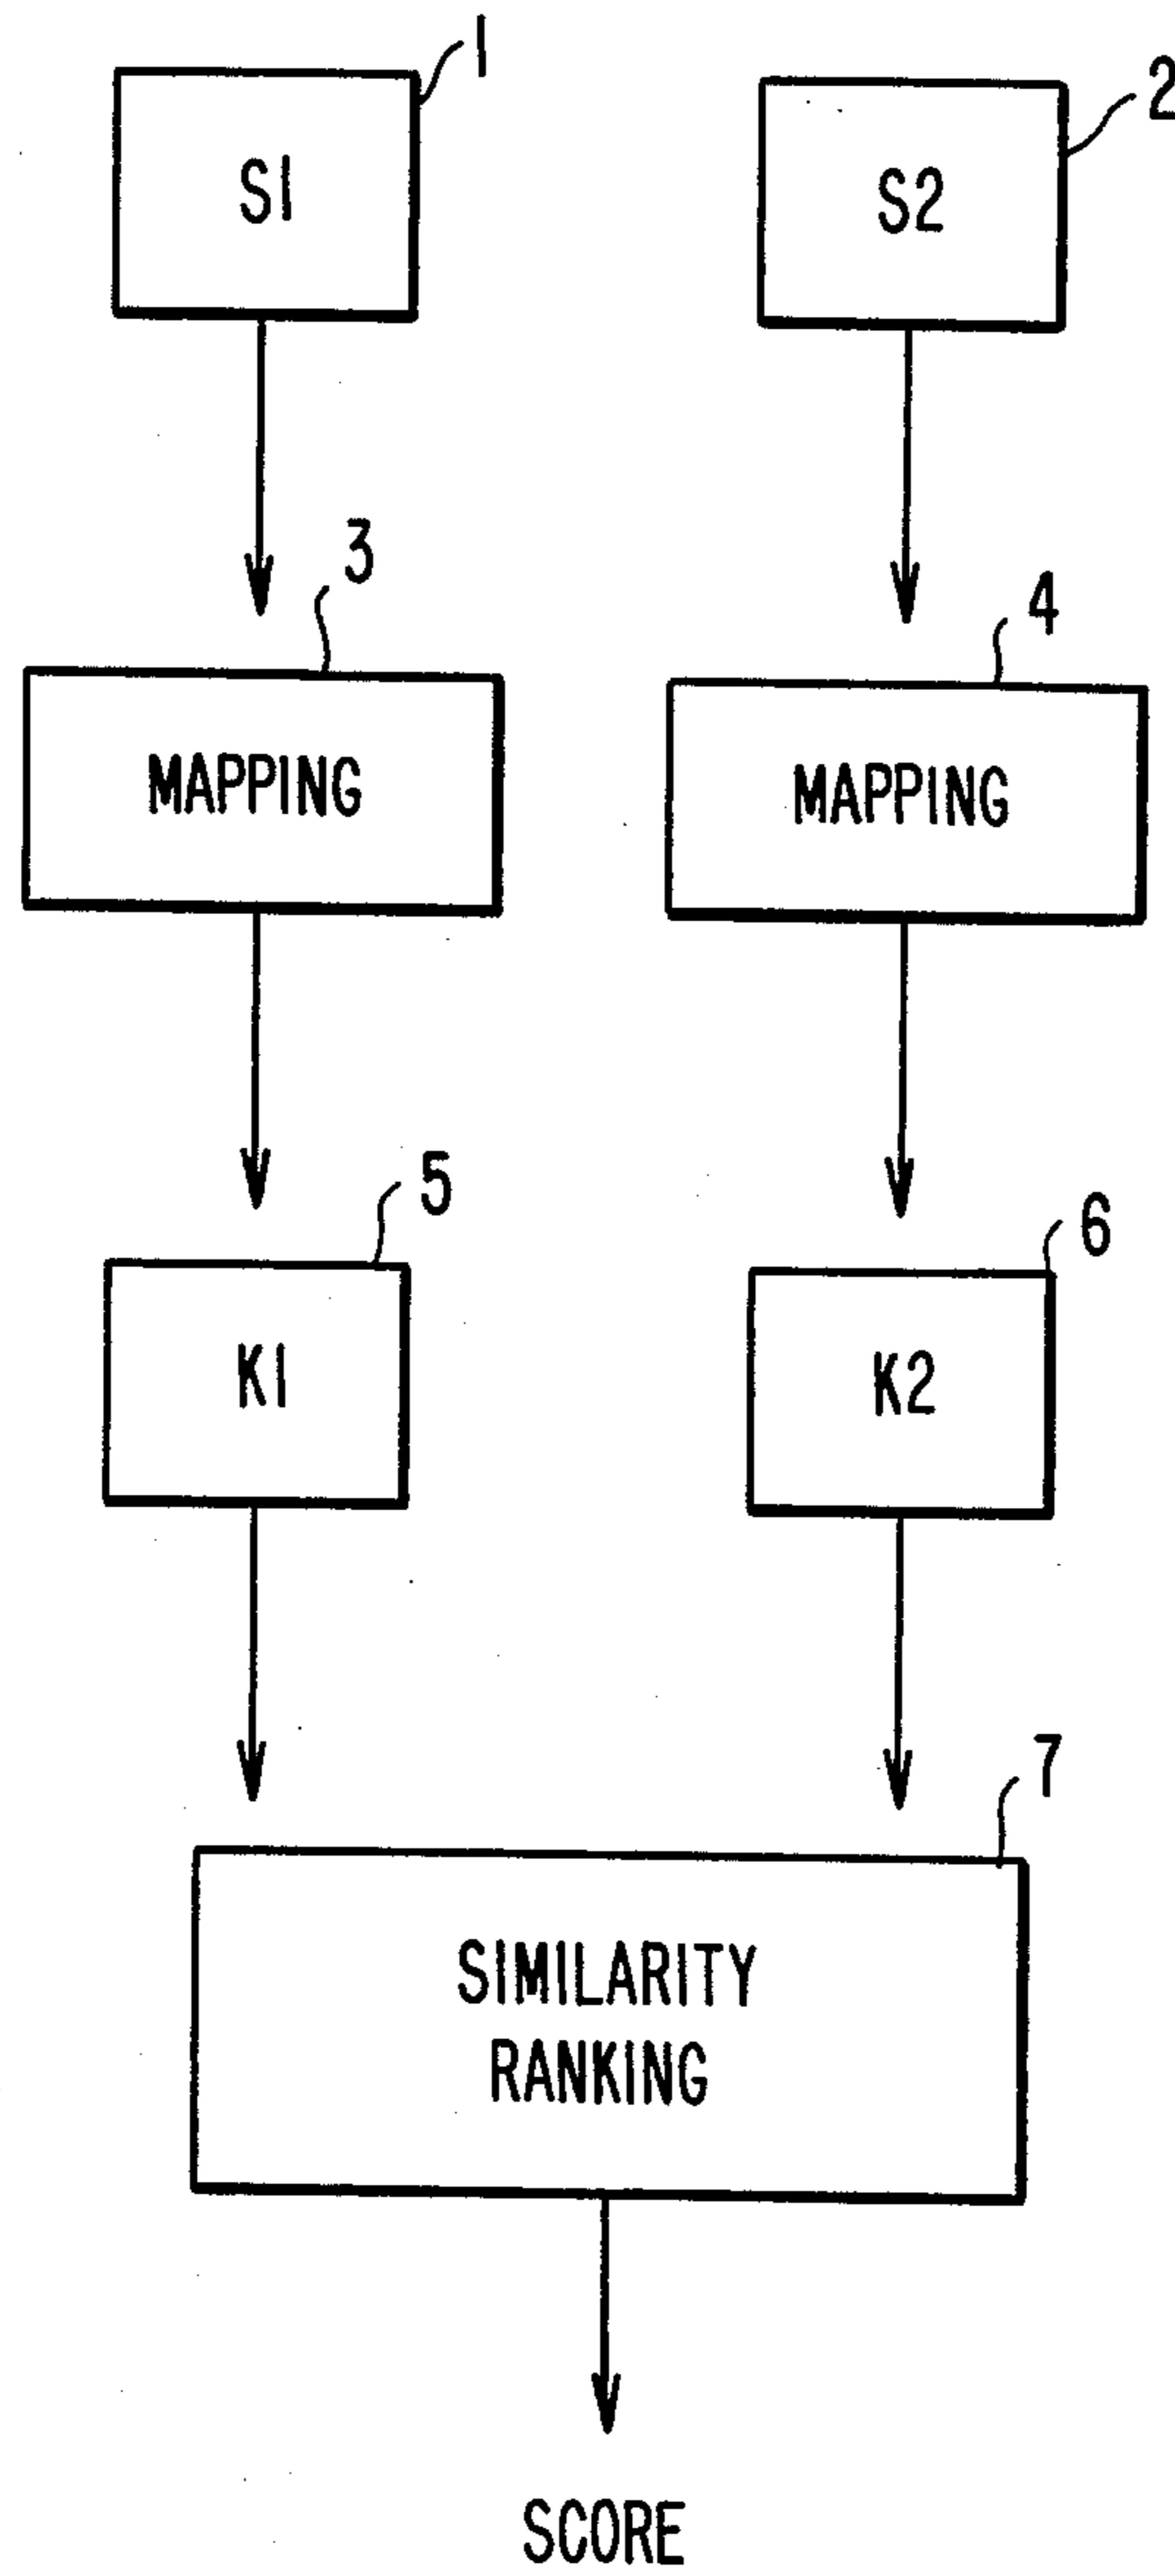 1
S1
2
S2
3
MAPPING
4
MAPPING
5
K1
6
K2
7
SIMILARITY
RANKING
SCORE